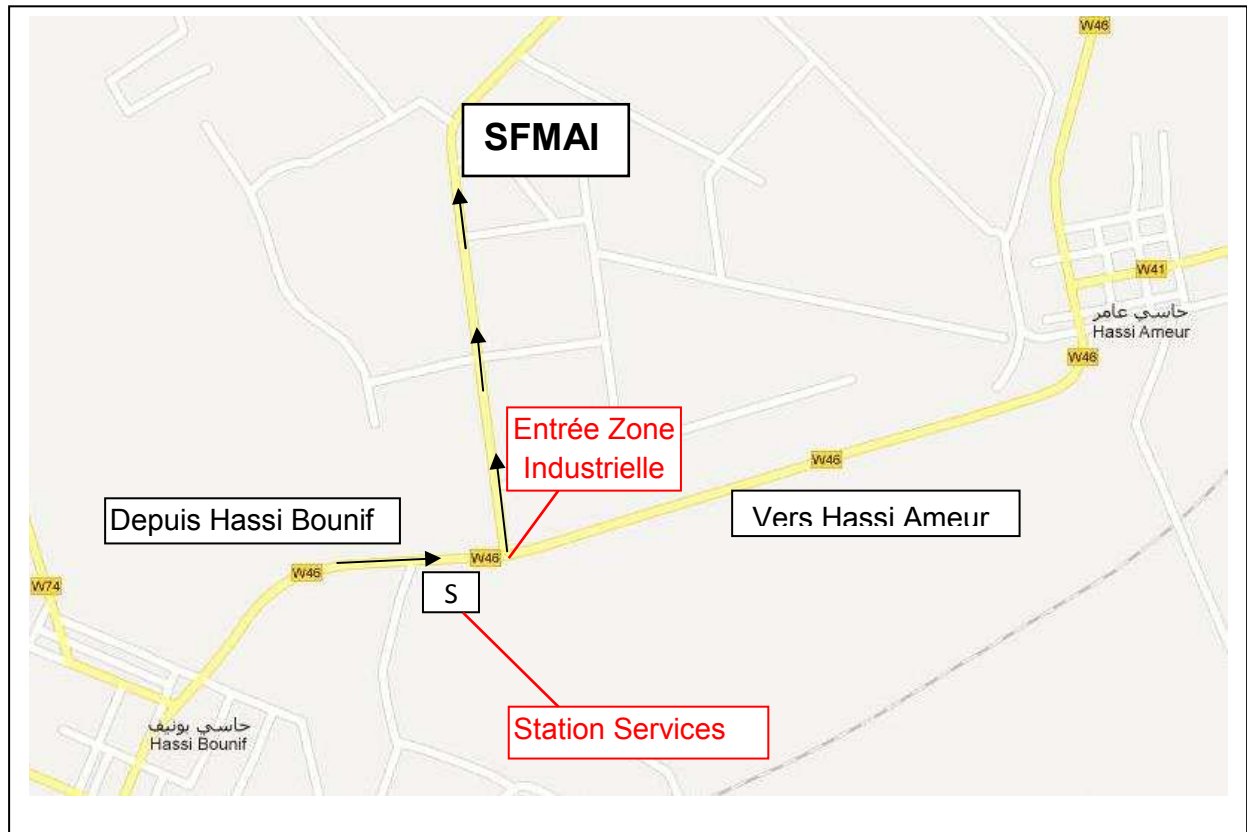 W46
SFMAI
W41
حاسي عامر
Hassi Ameur
W46
Entrée Zone
Industrielle
W46
Depuis Hassi Bounif
Vers Hassi Ameur
W46
W46
W74
S
حاسي بونيف
Hassi Bounif
Station Services